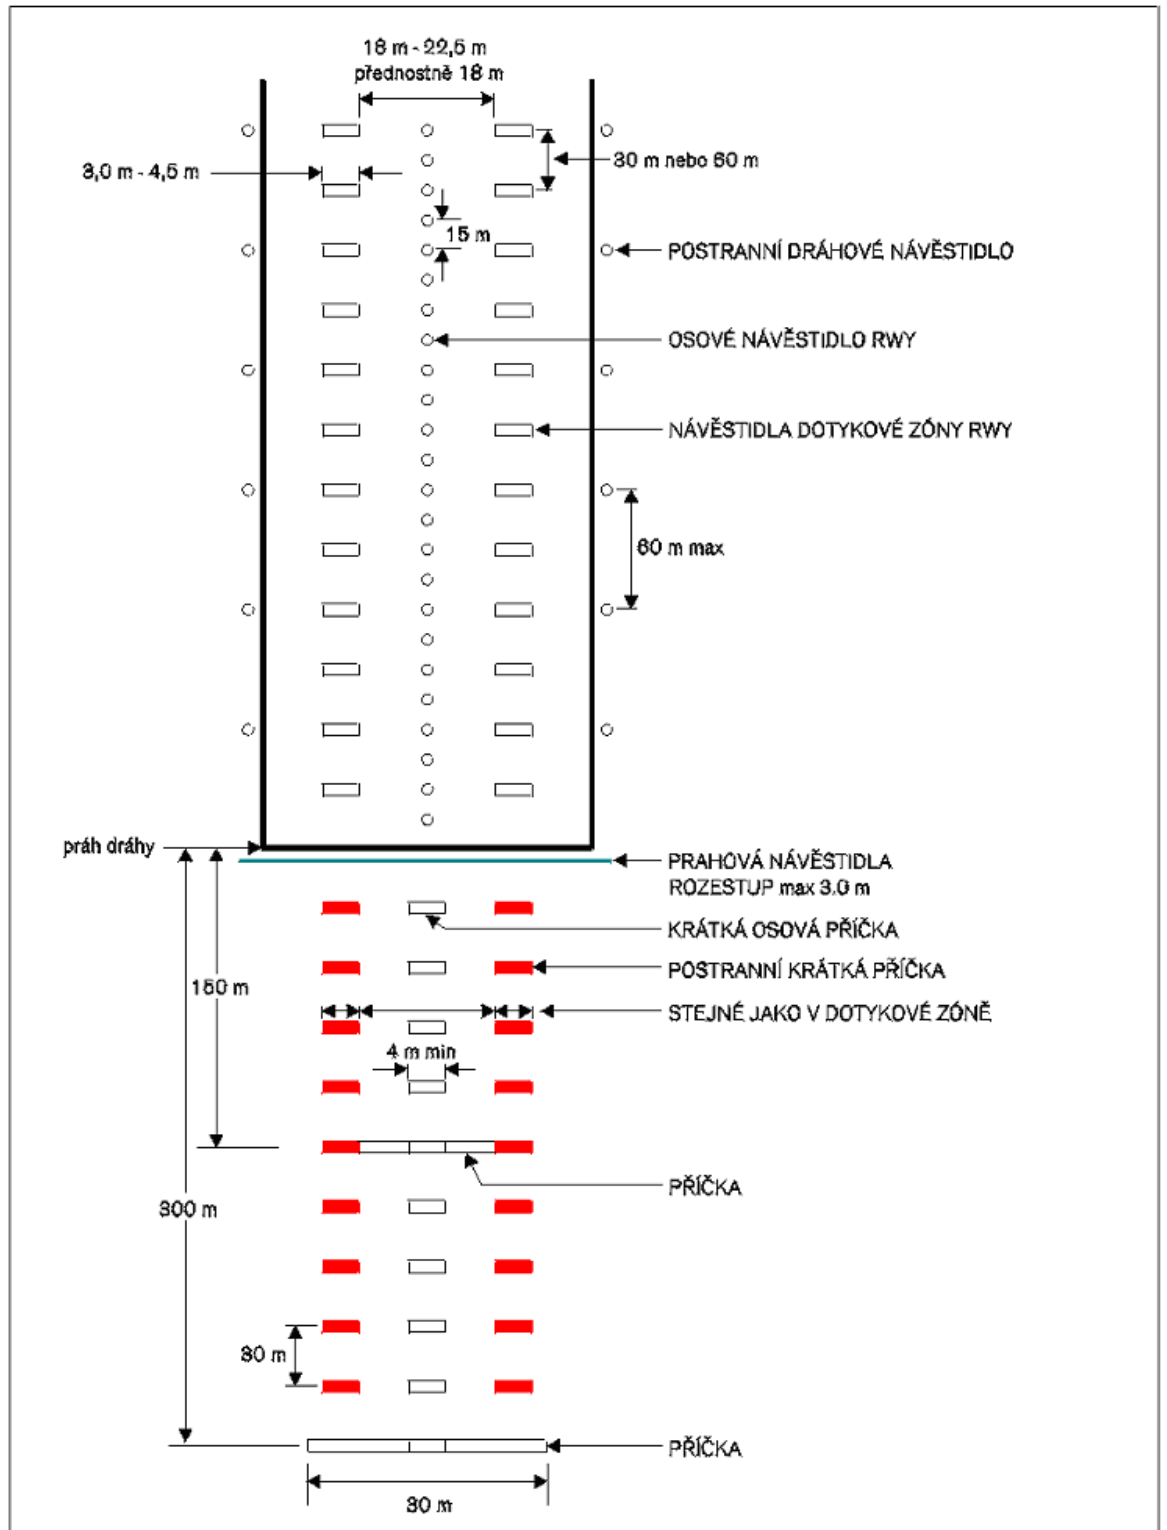 18 m - 22,5 m
přednostně 18 m
3,0 m - 4,5 m
30 m nebo 60 m
15 m
POSTRANNÍ DRÁHOVÉ NÁVĚSTIDLO
OSOVÉ NÁVĚSTIDLO RWY
NÁVĚSTIDLA DOTYKOVÉ ZÓNY RWY
60 m max
práh dráhy
PRAHOVÁ NÁVĚSTIDLA
ROZESTUP max 3.0 m
KRÁTKÁ OSOVÁ PŘÍČKA
POSTRANNÍ KRÁTKÁ PŘÍČKA
150 m
STEJNÉ JAKO V DOTYKOVÉ ZÓNĚ
4 m min
PŘÍČKA
300 m
30 m
PŘÍČKA
30 m